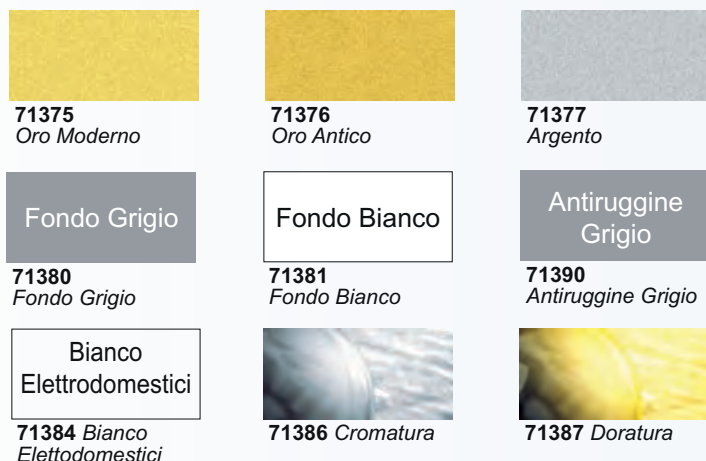 71375
Oro Moderno
71376
Oro Antico
71377
Argento
Fondo Grigio
71380
Fondo Grigio
Fondo Bianco
71381
Fondo Bianco
Antiruggine
Grigio
71390
Antiruggine Grigio
Bianco
Elettrodomestici
71384 Bianco
Elettodomestici
71386 Cromatura
71387 Doratura